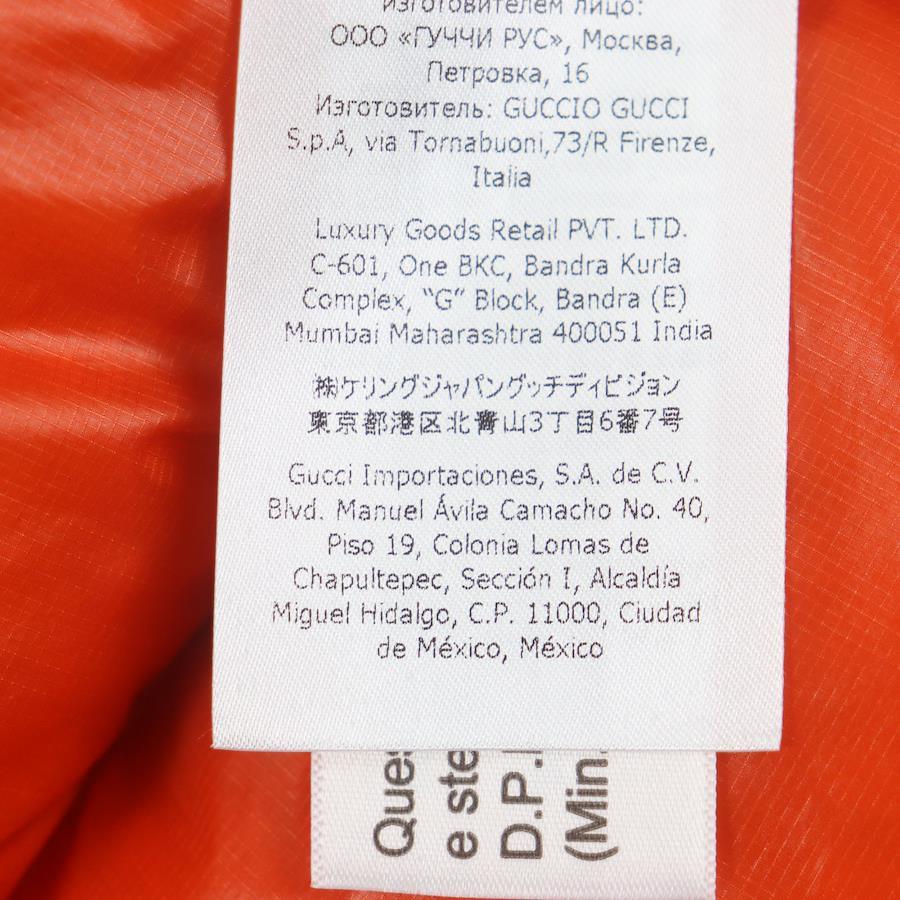 изготовителем лицо:
ООО «ГУЧЧИ РУС», Москва,
Петровка, 16
Изготовитель: GUCCIO GUCCI
S.p.A, via Tornabuoni,73/R Firenze,
Italia
Luxury Goods Retail PVT. LTD.
C-601, One BKC, Bandra Kurla
Complex, “G” Block, Bandra (E)
Mumbai Maharashtra 400051 India
㈱ケリングジャパングッチディビジョン
東京都港区北青山3丁目6番7号
Gucci Importaciones, S.A. de C.V.
Blvd. Manuel Ávila Camacho No. 40,
Piso 19, Colonia Lomas de
Chapultepec, Sección I, Alcaldía
Miguel Hidalgo, C.P. 11000, Ciudad
de México, México
e ste
D.P.
(Min.